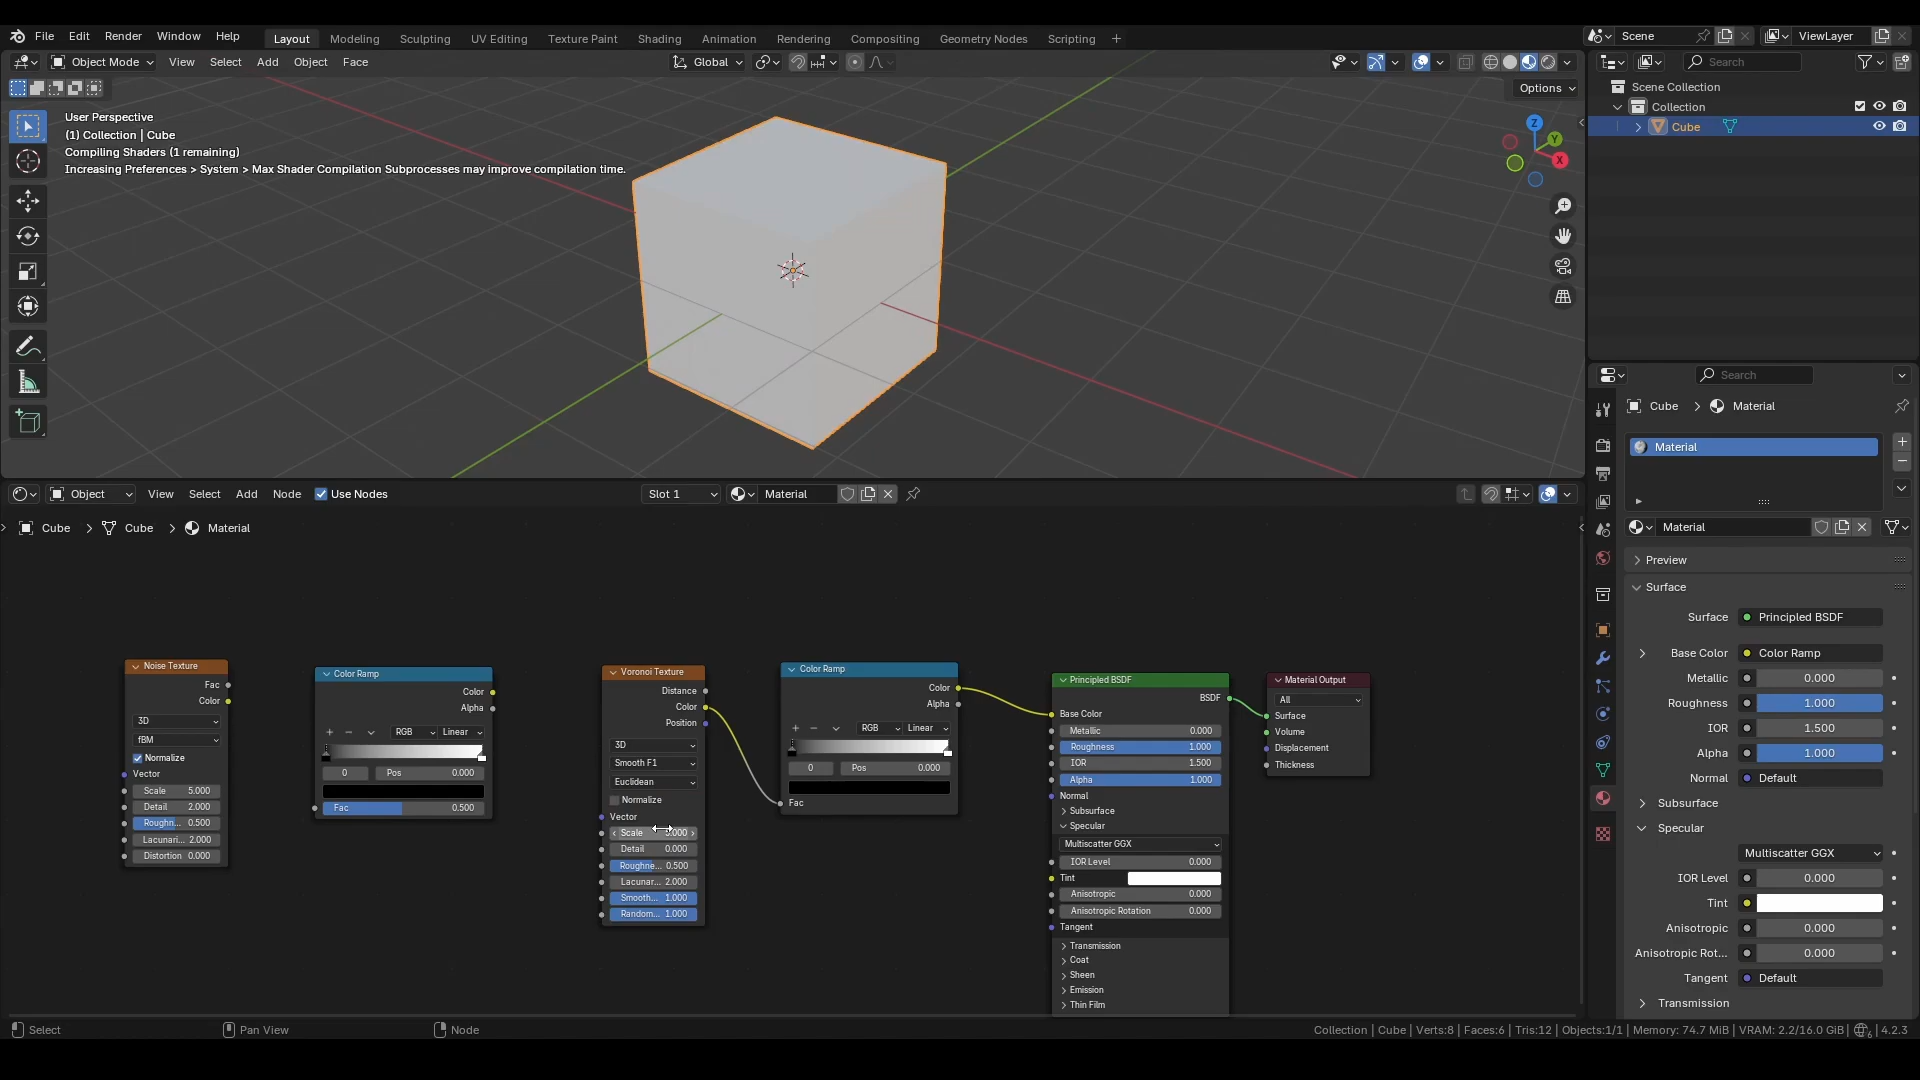 File Edit Render Window Help Layout Modeling Sculpting UV Editing Texture Paint Shading Animation Rendering Compositing Geometry Nodes Scripting + Scene ViewLayer
Object Mode View Select Add Object Face Global Search
Options
User Perspective
(1) Collection | Cube
Compiling Shaders (1 remaining)
Increasing Preferences > System > Max Shader Compilation Subprocesses may improve compilation time.
Z
Y
X
Scene Collection
Collection
Cube
Search
Cube > Material
Material
Material
Preview
Surface
Surface Principled BSDF
Base Color Color Ramp
Metallic 0.000
Roughness 1.000
IOR 1.500
Alpha 1.000
Normal Default
Subsurface
Specular
Multiscatter GGX
IOR Level 0.000
Tint
Anisotropic 0.000
Anisotropic Rot... 0.000
Tangent Default
Transmission
Object View Select Add Node Use Nodes Slot 1 Material
Cube > Cube > Material
Noise Texture
Fac
Color
3D
fBM
Normalize
Vector
Scale 5.000
Detail 2.000
Roughn... 0.500
Lacunari... 2.000
Distortion 0.000
Color Ramp
Color
Alpha
+ − RGB Linear
0 Pos 0.000
Fac 0.500
Voronoi Texture
Distance
Color
Position
3D
Smooth F1
Euclidean
Normalize
Vector
Scale
Detail 0.000
Roughne... 0.500
Lacunar... 2.000
Smooth... 1.000
Random... 1.000
Color Ramp
Color
Alpha
+ − RGB Linear
0 Pos 0.000
Fac
Principled BSDF
BSDF
Base Color
Metallic 0.000
Roughness 1.000
IOR 1.500
Alpha 1.000
Normal
Subsurface
Specular
Multiscatter GGX
IOR Level 0.000
Tint
Anisotropic 0.000
Anisotropic Rotation 0.000
Tangent
Transmission
Coat
Sheen
Emission
Thin Film
Material Output
All
Surface
Volume
Displacement
Thickness
Select Pan View Node Collection | Cube | Verts:8 | Faces:6 | Tris:12 | Objects:1/1 | Memory: 74.7 MiB | VRAM: 2.2/16.0 GiB | 6 | 4.2.3